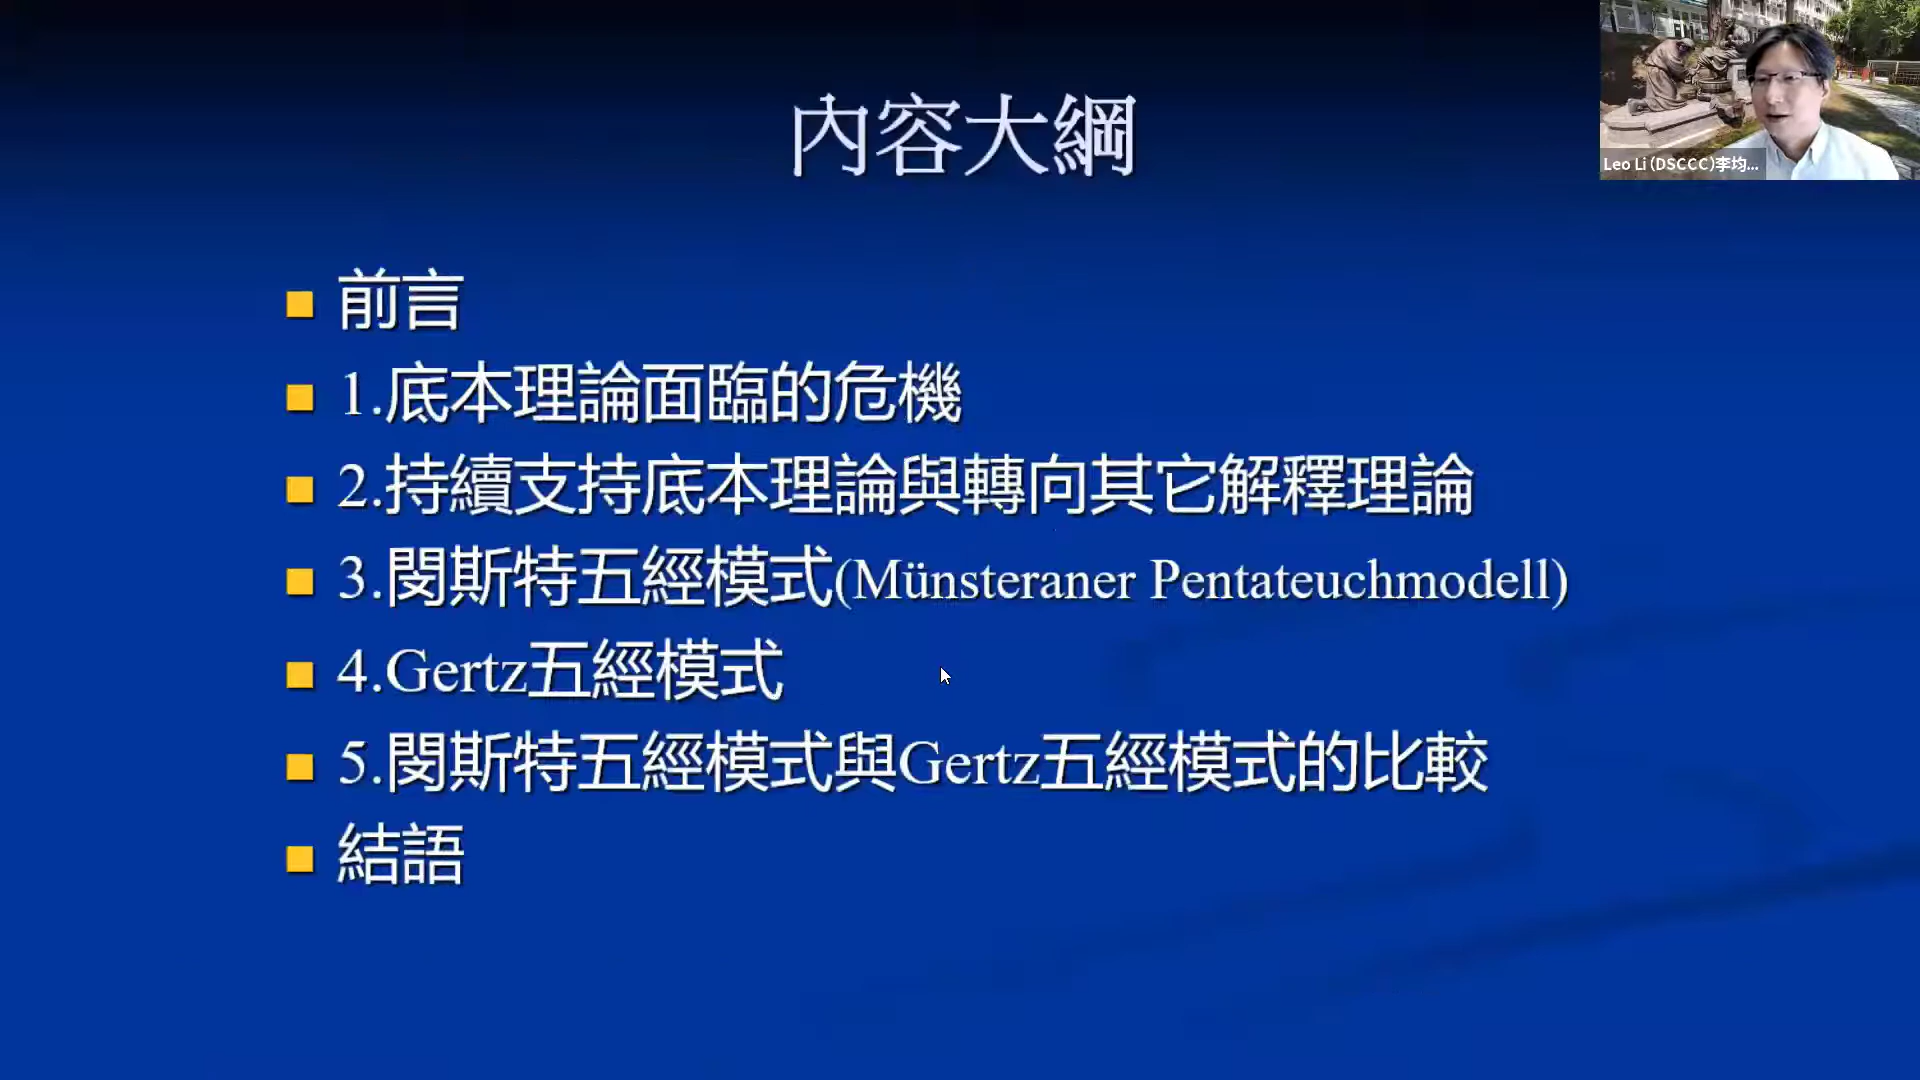 內容大綱
Leo Li (DSCCC)李均...
前言
1.底本理論面臨的危機
2.持續支持底本理論與轉向其它解釋理論
3.閔斯特五經模式(Münsteraner Pentateuchmodell)
4.Gertz五經模式
5.閔斯特五經模式與Gertz五經模式的比較
結語